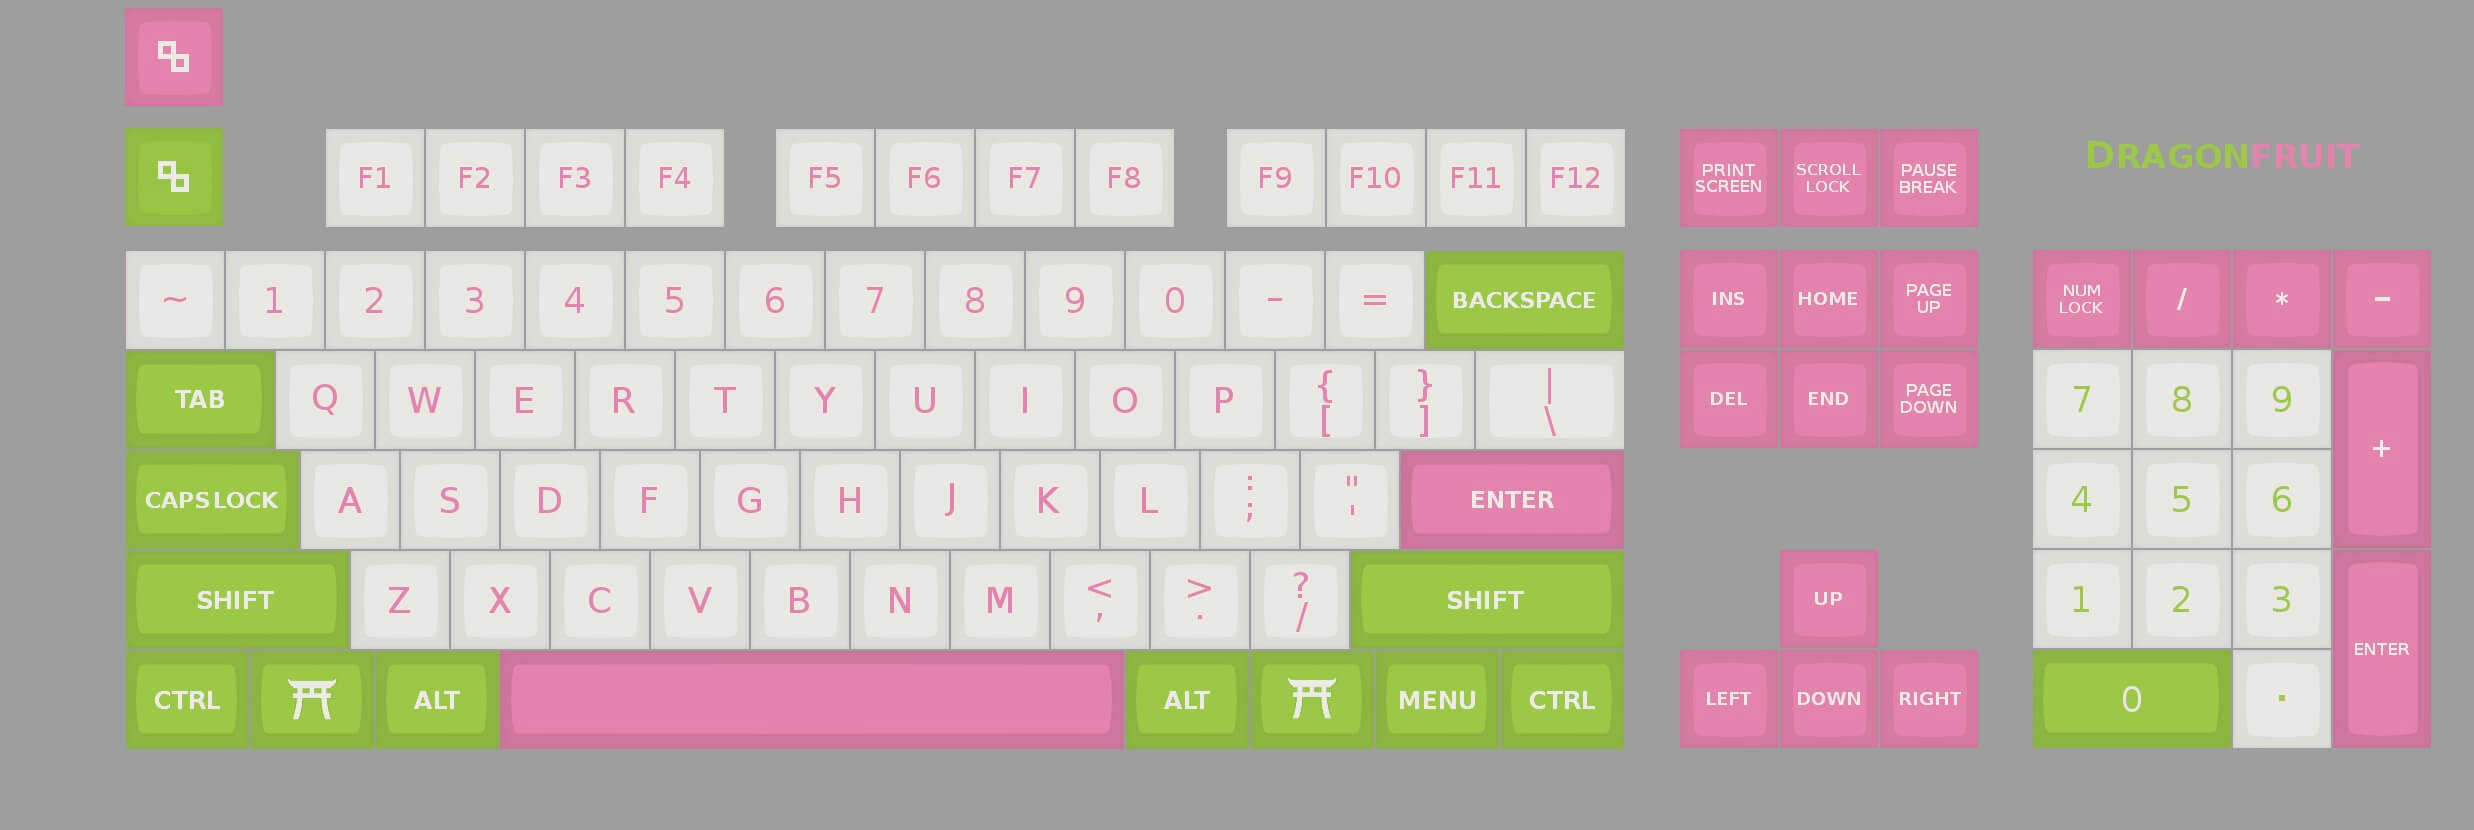 F1 F2 F3 F4 F5 F6 F7 F8 F9 F10 F11 F12
PRINT SCREEN
SCROLL LOCK
PAUSE BREAK
DRAGONFRUIT
~ 1 2 3 4 5 6 7 8 9 0 - = BACKSPACE
INS HOME PAGE UP
NUM LOCK / * -
TAB Q W E R T Y U I O P { [ } ] | \
DEL END PAGE DOWN
7 8 9 +
CAPS LOCK A S D F G H J K L : ; " ' ENTER
4 5 6
SHIFT Z X C V B N M < , > . ? / SHIFT
UP
1 2 3 ENTER
CTRL ALT ALT MENU CTRL
LEFT DOWN RIGHT
0 .